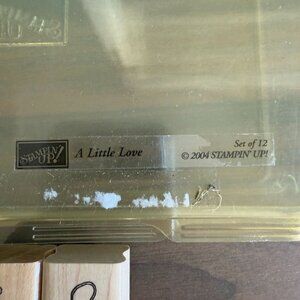 STAMPIN' UP!
A Little Love
Set of 12
© 2004 STAMPIN' UP!